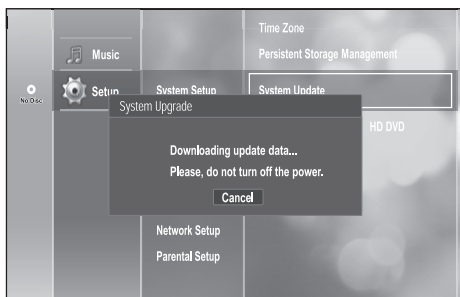 Time Zone
Music
Persistent Storage Management
No Disc
Setup
System Setup
System Update
System Upgrade
HD DVD
Downloading update data...
Please, do not turn off the power.
Cancel
Network Setup
Parental Setup